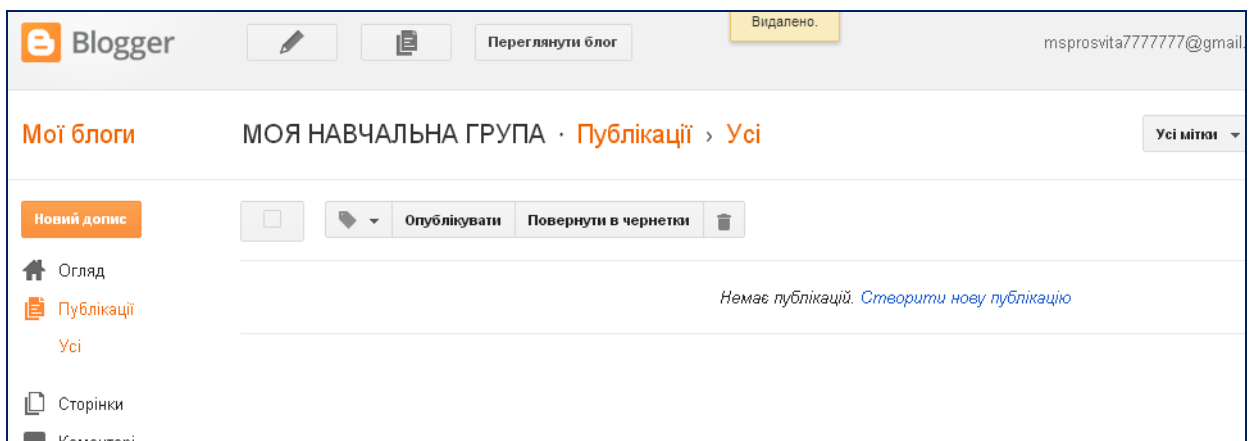 Видалено.
Blogger
Переглянути блог
msprosvita7777777@gmail.
Мої блоги
МОЯ НАВЧАЛЬНА ГРУПА · Публікації › Усі
Усі мітки
Новий допис
Опублікувати
Повернути в чернетки
Огляд
Немає публікацій. Створити нову публікацію
Публікації
Усі
Сторінки
Коментарі